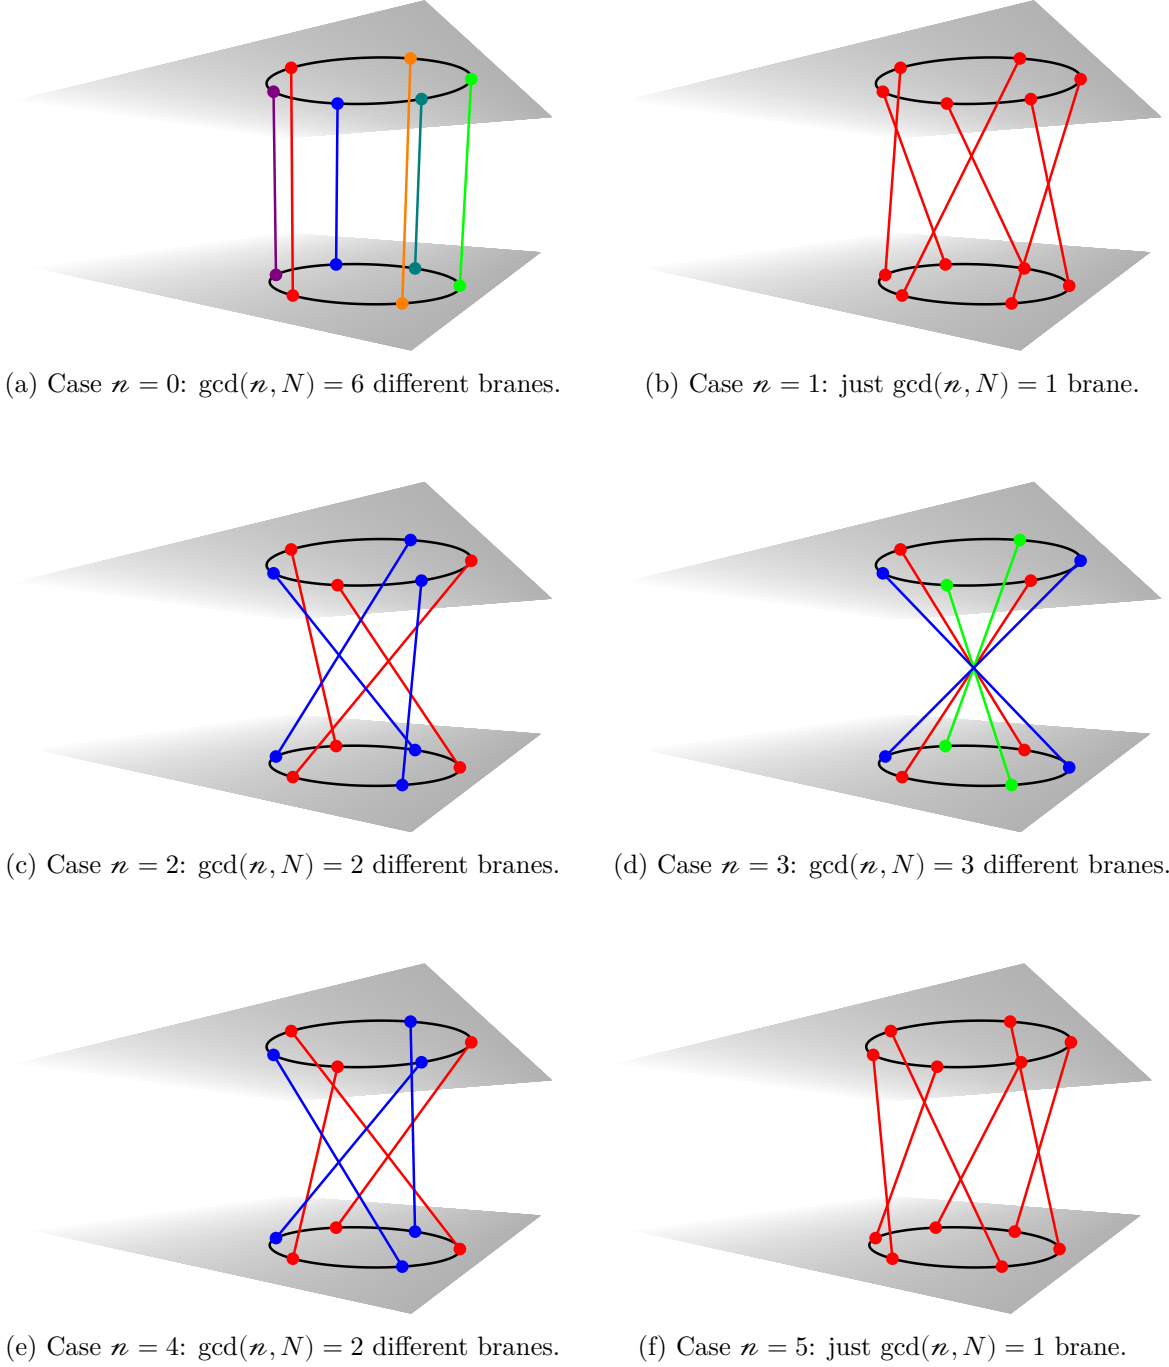 (a) Case 𝓃 = 0: gcd(𝓃, N) = 6 different branes.
(b) Case 𝓃 = 1: just gcd(𝓃, N) = 1 brane.
(c) Case 𝓃 = 2: gcd(𝓃, N) = 2 different branes.
(d) Case 𝓃 = 3: gcd(𝓃, N) = 3 different branes.
(e) Case 𝓃 = 4: gcd(𝓃, N) = 2 different branes.
(f) Case 𝓃 = 5: just gcd(𝓃, N) = 1 brane.